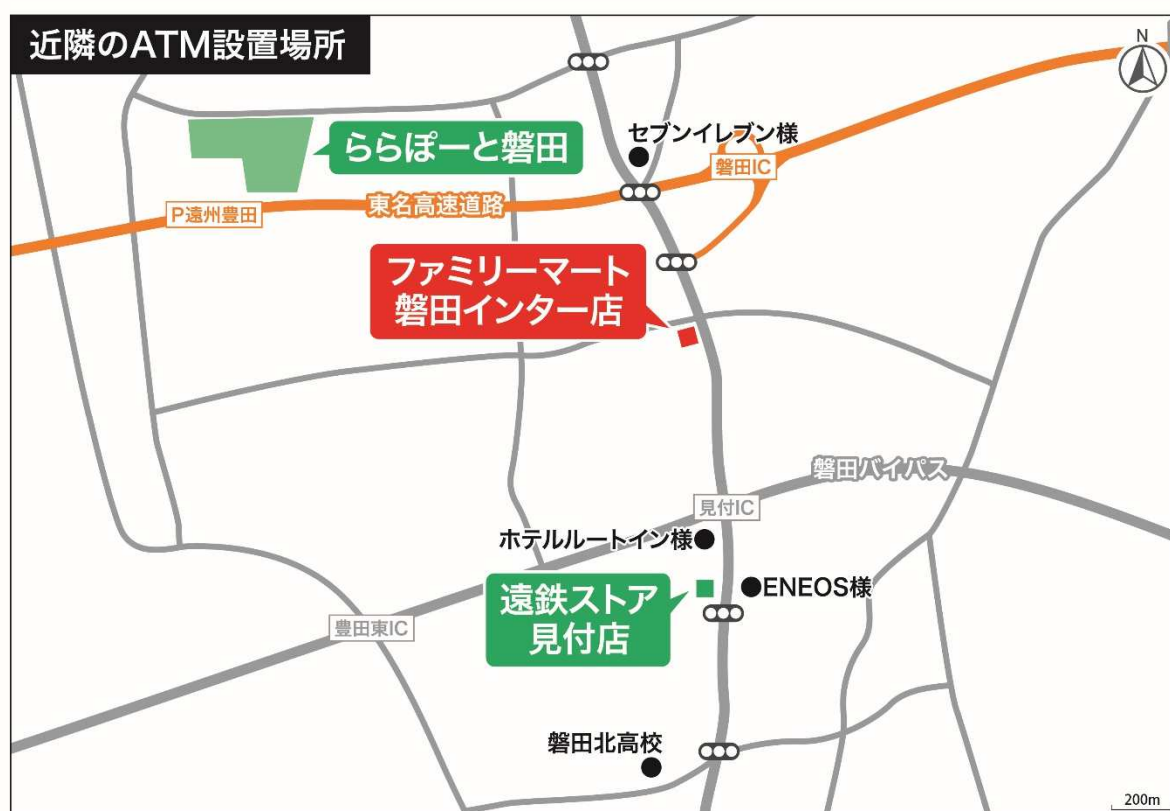 近隣のATM設置場所
N
セブンイレブン様
ららぽーと磐田
磐田IC
東名高速道路
P遠州豊田
ファミリーマート
磐田インター店
磐田バイパス
見付IC
ホテルルートイン様
遠鉄ストア
見付店
ENEOS様
豊田東IC
磐田北高校
200m